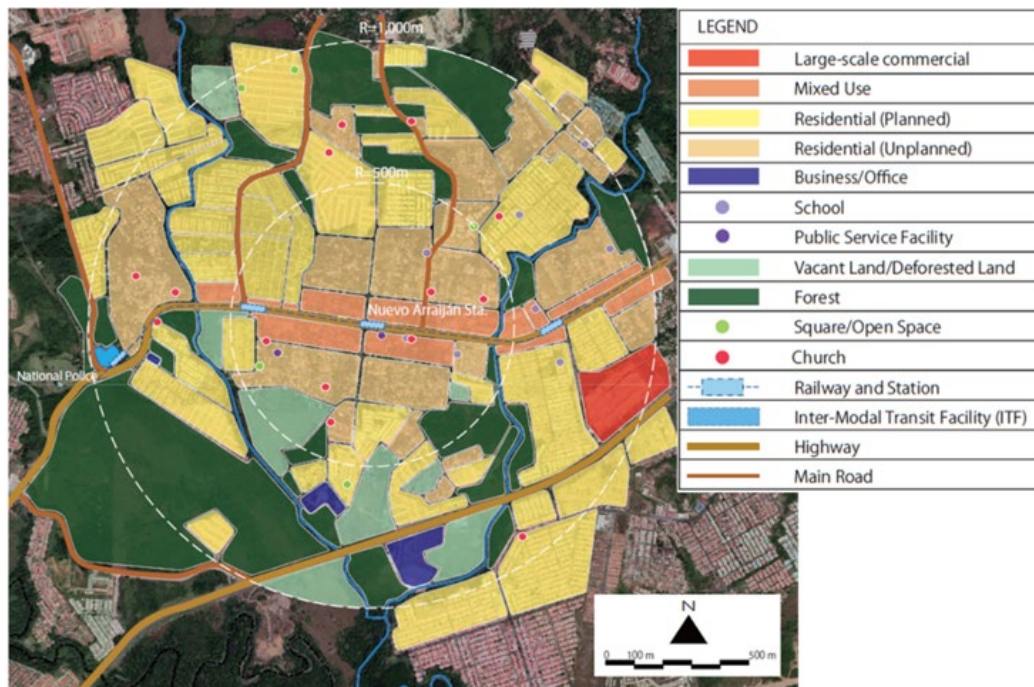 R=1,000m
R=500m
Nuevo Arraiján Sta.
National Police
LEGEND
Large-scale commercial
Mixed Use
Residential (Planned)
Residential (Unplanned)
Business/Office
School
Public Service Facility
Vacant Land/Deforested Land
Forest
Square/Open Space
Church
Railway and Station
Inter-Modal Transit Facility (ITF)
Highway
Main Road
N
0 100 m 500 m